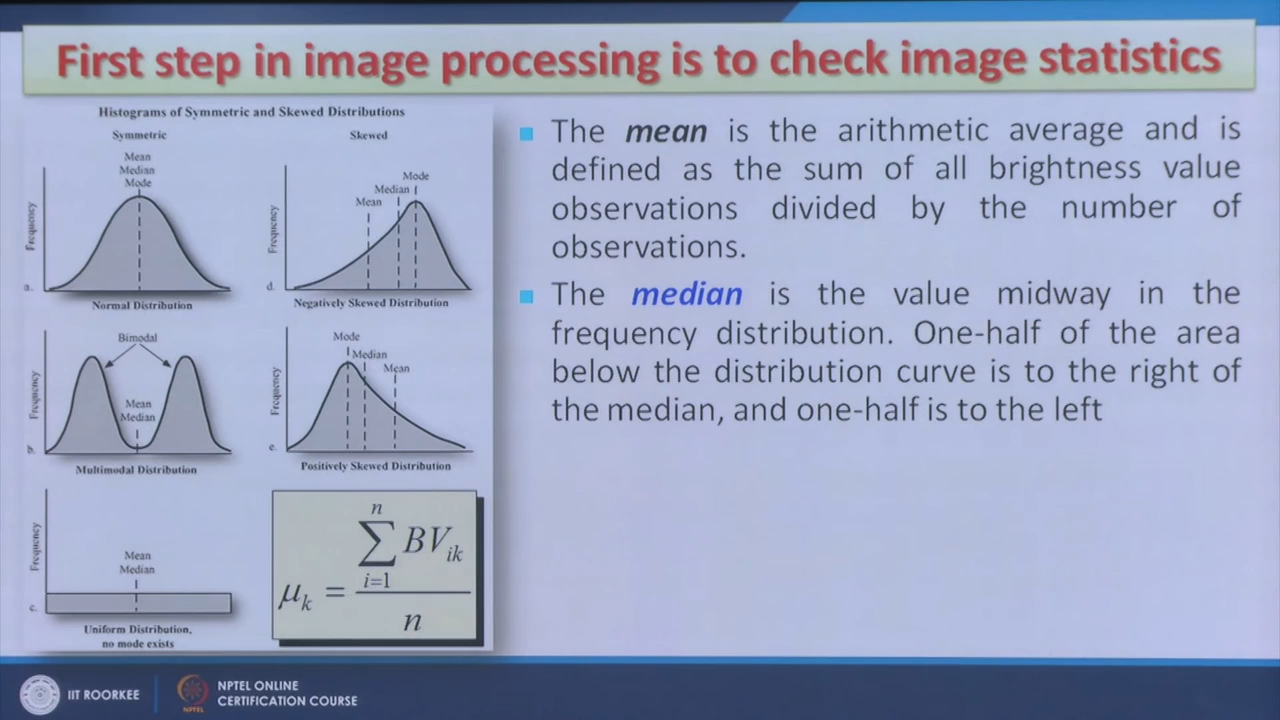 First step in image processing is to check image statistics
Histograms of Symmetric and Skewed Distributions
Symmetric
Skewed
Mean
Median
Mode
Frequency
a.
Normal Distribution
Mode
Median
Mean
Frequency
d.
Negatively Skewed Distribution
Bimodal
Mean
Median
Frequency
b.
Multimodal Distribution
Mode
Median
Mean
Frequency
e.
Positively Skewed Distribution
Mean
Median
Frequency
c.
Uniform Distribution,
no mode exists
n
∑ BV_ik
i=1
μ_k =
n
The mean is the arithmetic average and is
defined as the sum of all brightness value
observations divided by the number of
observations.
The median is the value midway in the
frequency distribution. One-half of the area
below the distribution curve is to the right of
the median, and one-half is to the left
IIT ROORKEE
NPTEL
NPTEL ONLINE
CERTIFICATION COURSE